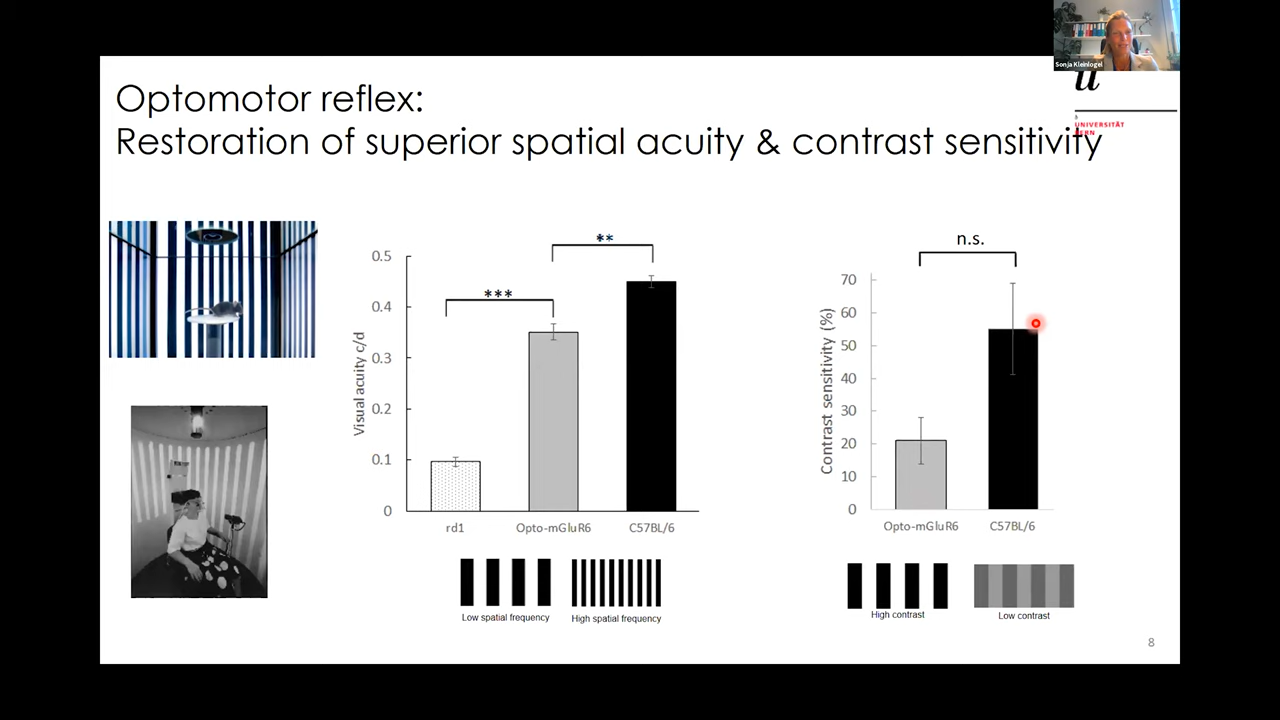 Sonja Kleinlogel
u
b
UNIVERSITÄT
BERN
Optomotor reflex:
Restoration of superior spatial acuity & contrast sensitivity
***
**
Visual acuity c/d
0.5
0.4
0.3
0.2
0.1
0
rd1
Opto-mGluR6
C57BL/6
Low spatial frequency
High spatial frequency
n.s.
Contrast sensitivity (%)
70
60
50
40
30
20
10
0
Opto-mGluR6
C57BL/6
High contrast
Low contrast
8